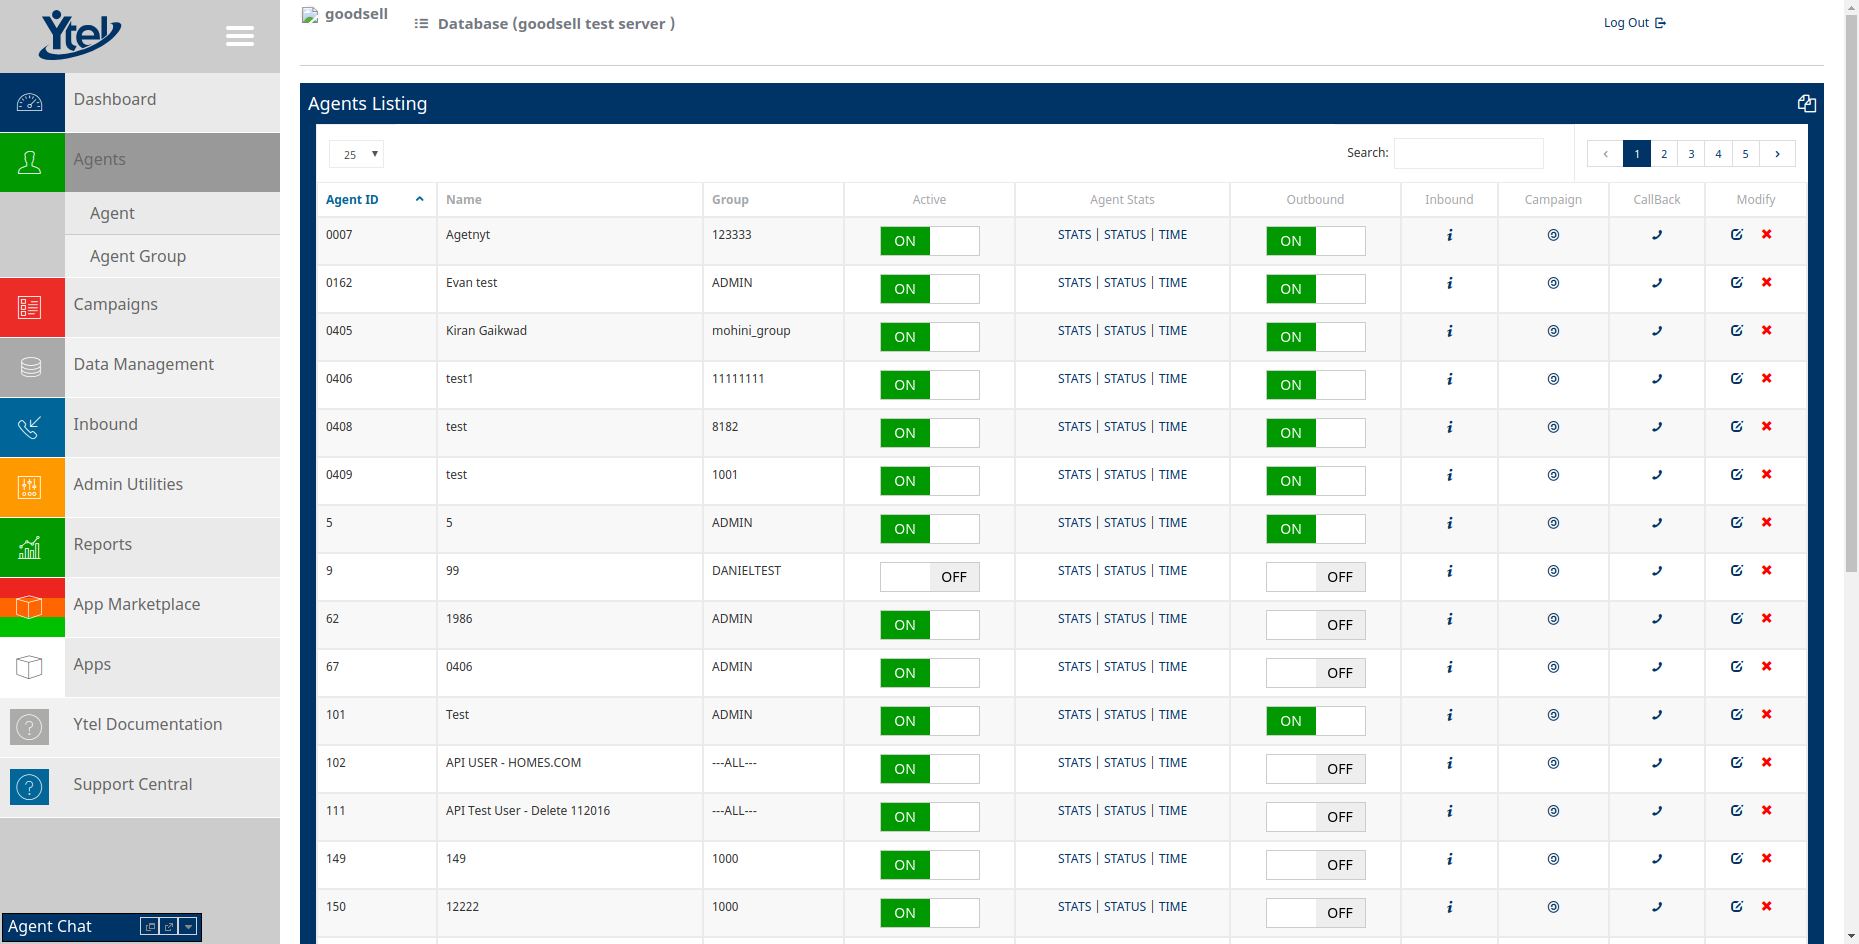 Ytel
goodsell
Database (goodsell test server )
Log Out
Dashboard
Agents
Agent
Agent Group
Campaigns
Data Management
Inbound
Admin Utilities
Reports
App Marketplace
Apps
? Ytel Documentation
? Support Central
Agent Chat
Agents Listing
25
Search:
‹ 1 2 3 4 5 ›
Agent ID Name Group Active Agent Stats Outbound Inbound Campaign CallBack Modify
0007 Agetnyt 123333 ON STATS | STATUS | TIME ON
0162 Evan test ADMIN ON STATS | STATUS | TIME ON
0405 Kiran Gaikwad mohini_group ON STATS | STATUS | TIME ON
0406 test1 11111111 ON STATS | STATUS | TIME ON
0408 test 8182 ON STATS | STATUS | TIME ON
0409 test 1001 ON STATS | STATUS | TIME ON
5 5 ADMIN ON STATS | STATUS | TIME ON
9 99 DANIELTEST OFF STATS | STATUS | TIME OFF
62 1986 ADMIN ON STATS | STATUS | TIME OFF
67 0406 ADMIN ON STATS | STATUS | TIME OFF
101 Test ADMIN ON STATS | STATUS | TIME ON
102 API USER - HOMES.COM ---ALL--- ON STATS | STATUS | TIME OFF
111 API Test User - Delete 112016 ---ALL--- ON STATS | STATUS | TIME OFF
149 149 1000 ON STATS | STATUS | TIME OFF
150 12222 1000 ON STATS | STATUS | TIME OFF